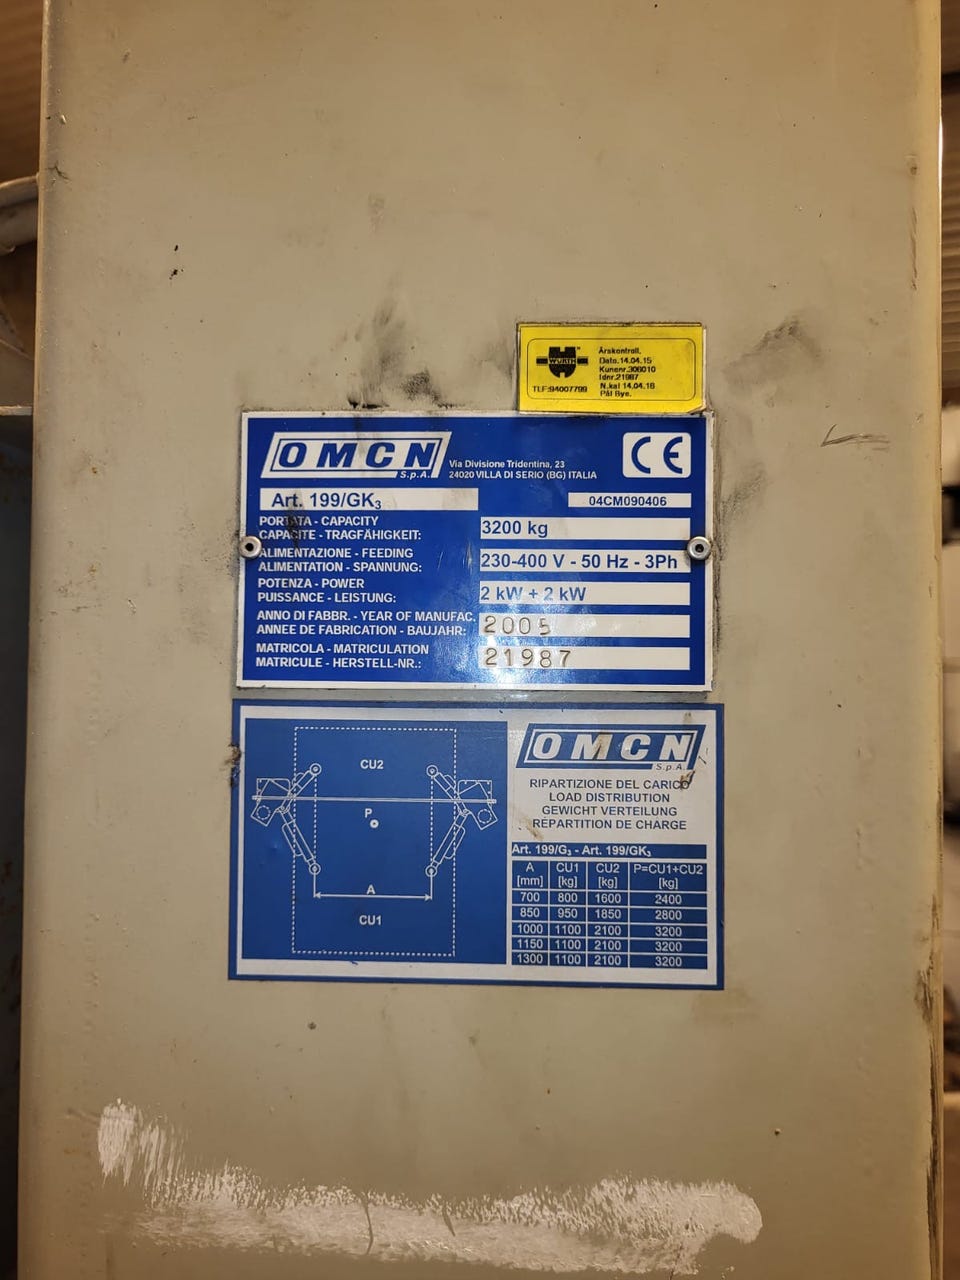 WÜRTH
TLF:94007799
Årskontroll.
Dato.14.04.15
Kunenr.306010
Idnr.21987
N.kal 14.04.16
Pål Bye.
OMCN
S.p.A.
Via Divisione Tridentina, 23
24020 VILLA DI SERIO (BG) ITALIA
CE
Art. 199/GK3
04CM090406
PORTATA - CAPACITY
CAPACITE - TRAGFÄHIGKEIT:
3200 kg
ALIMENTAZIONE - FEEDING
ALIMENTATION - SPANNUNG:
230-400 V - 50 Hz - 3Ph
POTENZA - POWER
PUISSANCE - LEISTUNG:
2 kW + 2 kW
ANNO DI FABBR. - YEAR OF MANUFAC.
ANNEE DE FABRICATION - BAUJAHR:
2005
MATRICOLA - MATRICULATION
MATRICULE - HERSTELL-NR.:
21987
CU2
P
A
CU1
OMCN
S.p.A.
RIPARTIZIONE DEL CARICO
LOAD DISTRIBUTION
GEWICHT VERTEILUNG
RÉPARTITION DE CHARGE
Art. 199/G3 - Art. 199/GK3
A CU1 CU2 P=CU1+CU2
[mm] [kg] [kg] [kg]
700 800 1600 2400
850 950 1850 2800
1000 1100 2100 3200
1150 1100 2100 3200
1300 1100 2100 3200